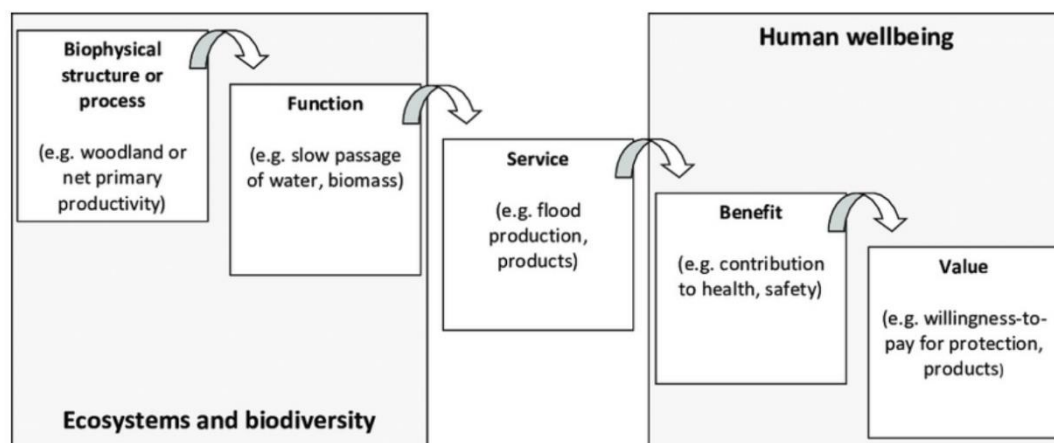 Biophysical
structure or
process
(e.g. woodland or
net primary
productivity)
Function
(e.g. slow passage
of water, biomass)
Service
(e.g. flood
production,
products)
Human wellbeing
Benefit
(e.g. contribution
to health, safety)
Value
(e.g. willingness-to-
pay for protection,
products)
Ecosystems and biodiversity